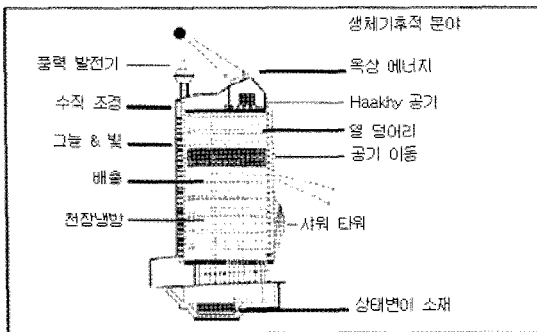 생체기후적 분야
풍력 발전기
옥상 에너지
수직 조경
Haakhy 공기
그늘 & 빛
열 덩어리
공기 이동
배출
천장냉방
샤워 타워
상태변이 소재